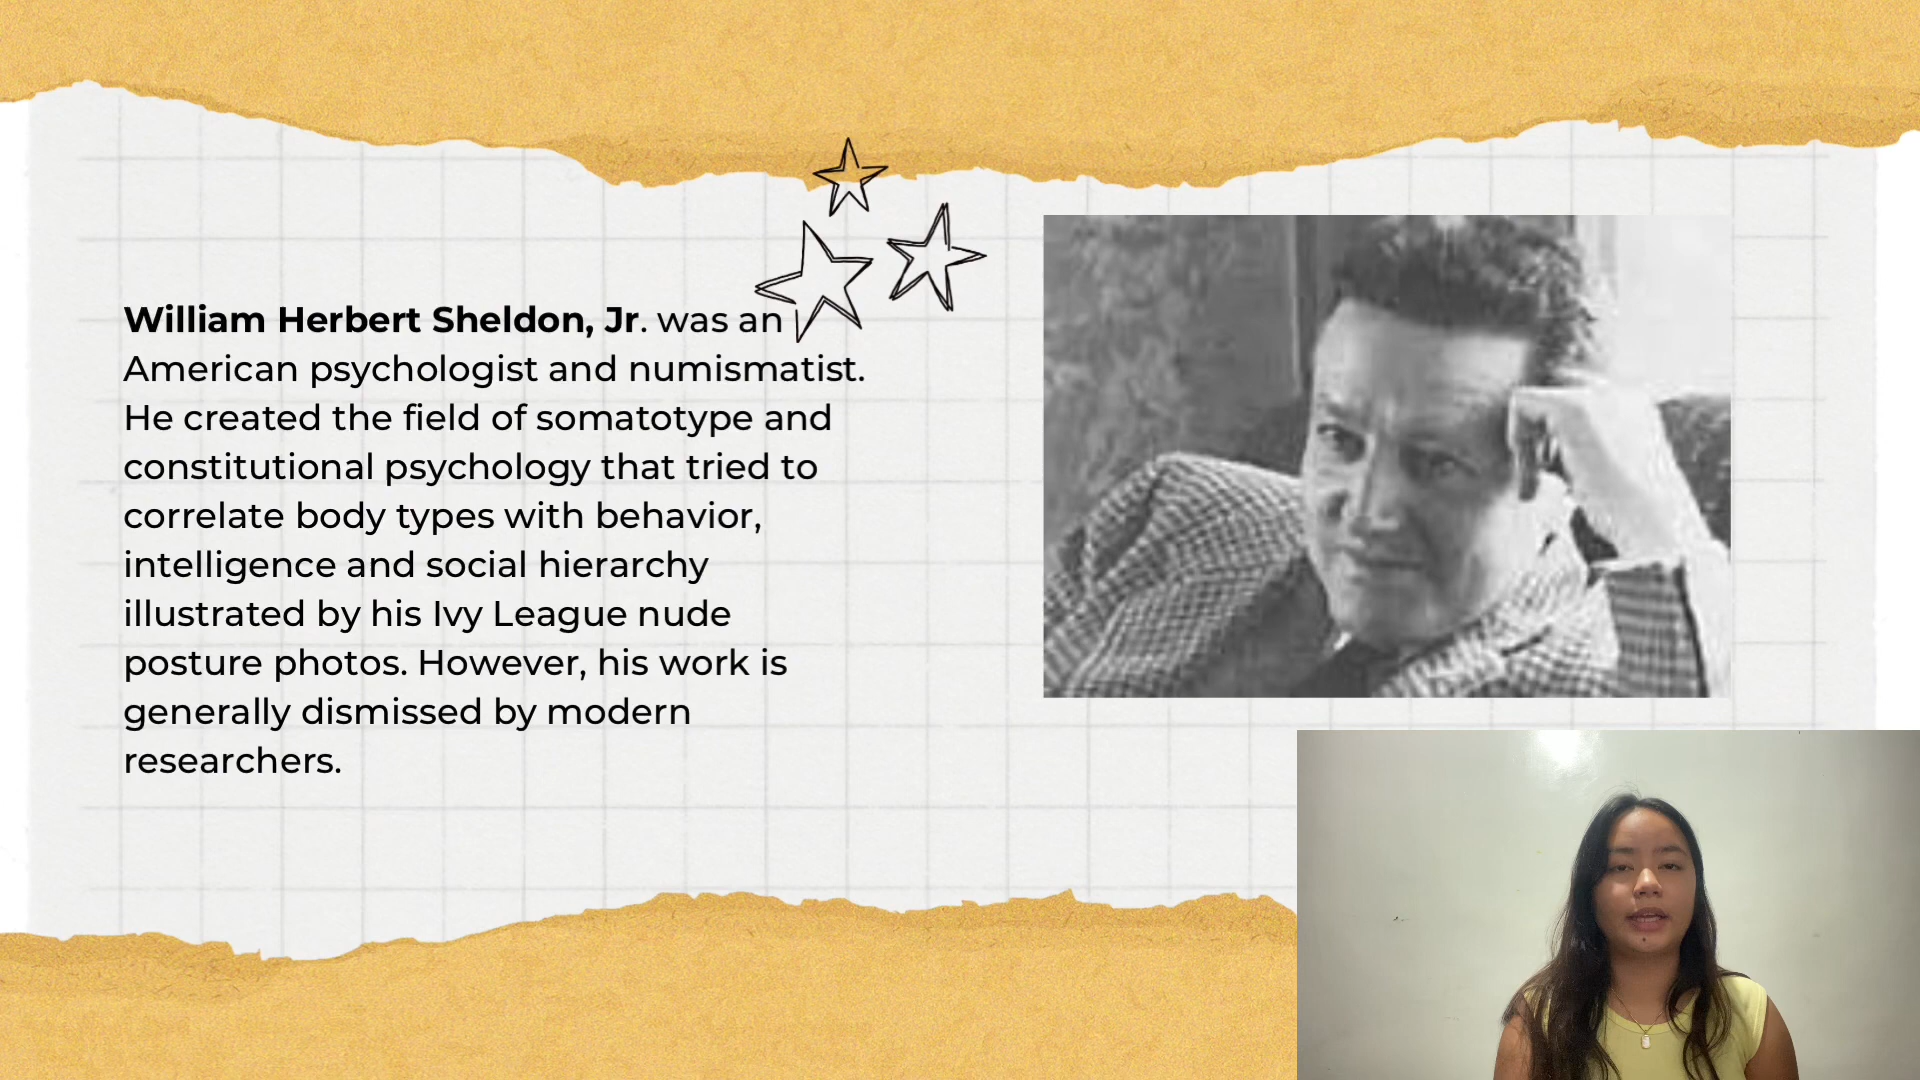 William Herbert Sheldon, Jr. was an
American psychologist and numismatist.
He created the field of somatotype and
constitutional psychology that tried to
correlate body types with behavior,
intelligence and social hierarchy
illustrated by his Ivy League nude
posture photos. However, his work is
generally dismissed by modern
researchers.